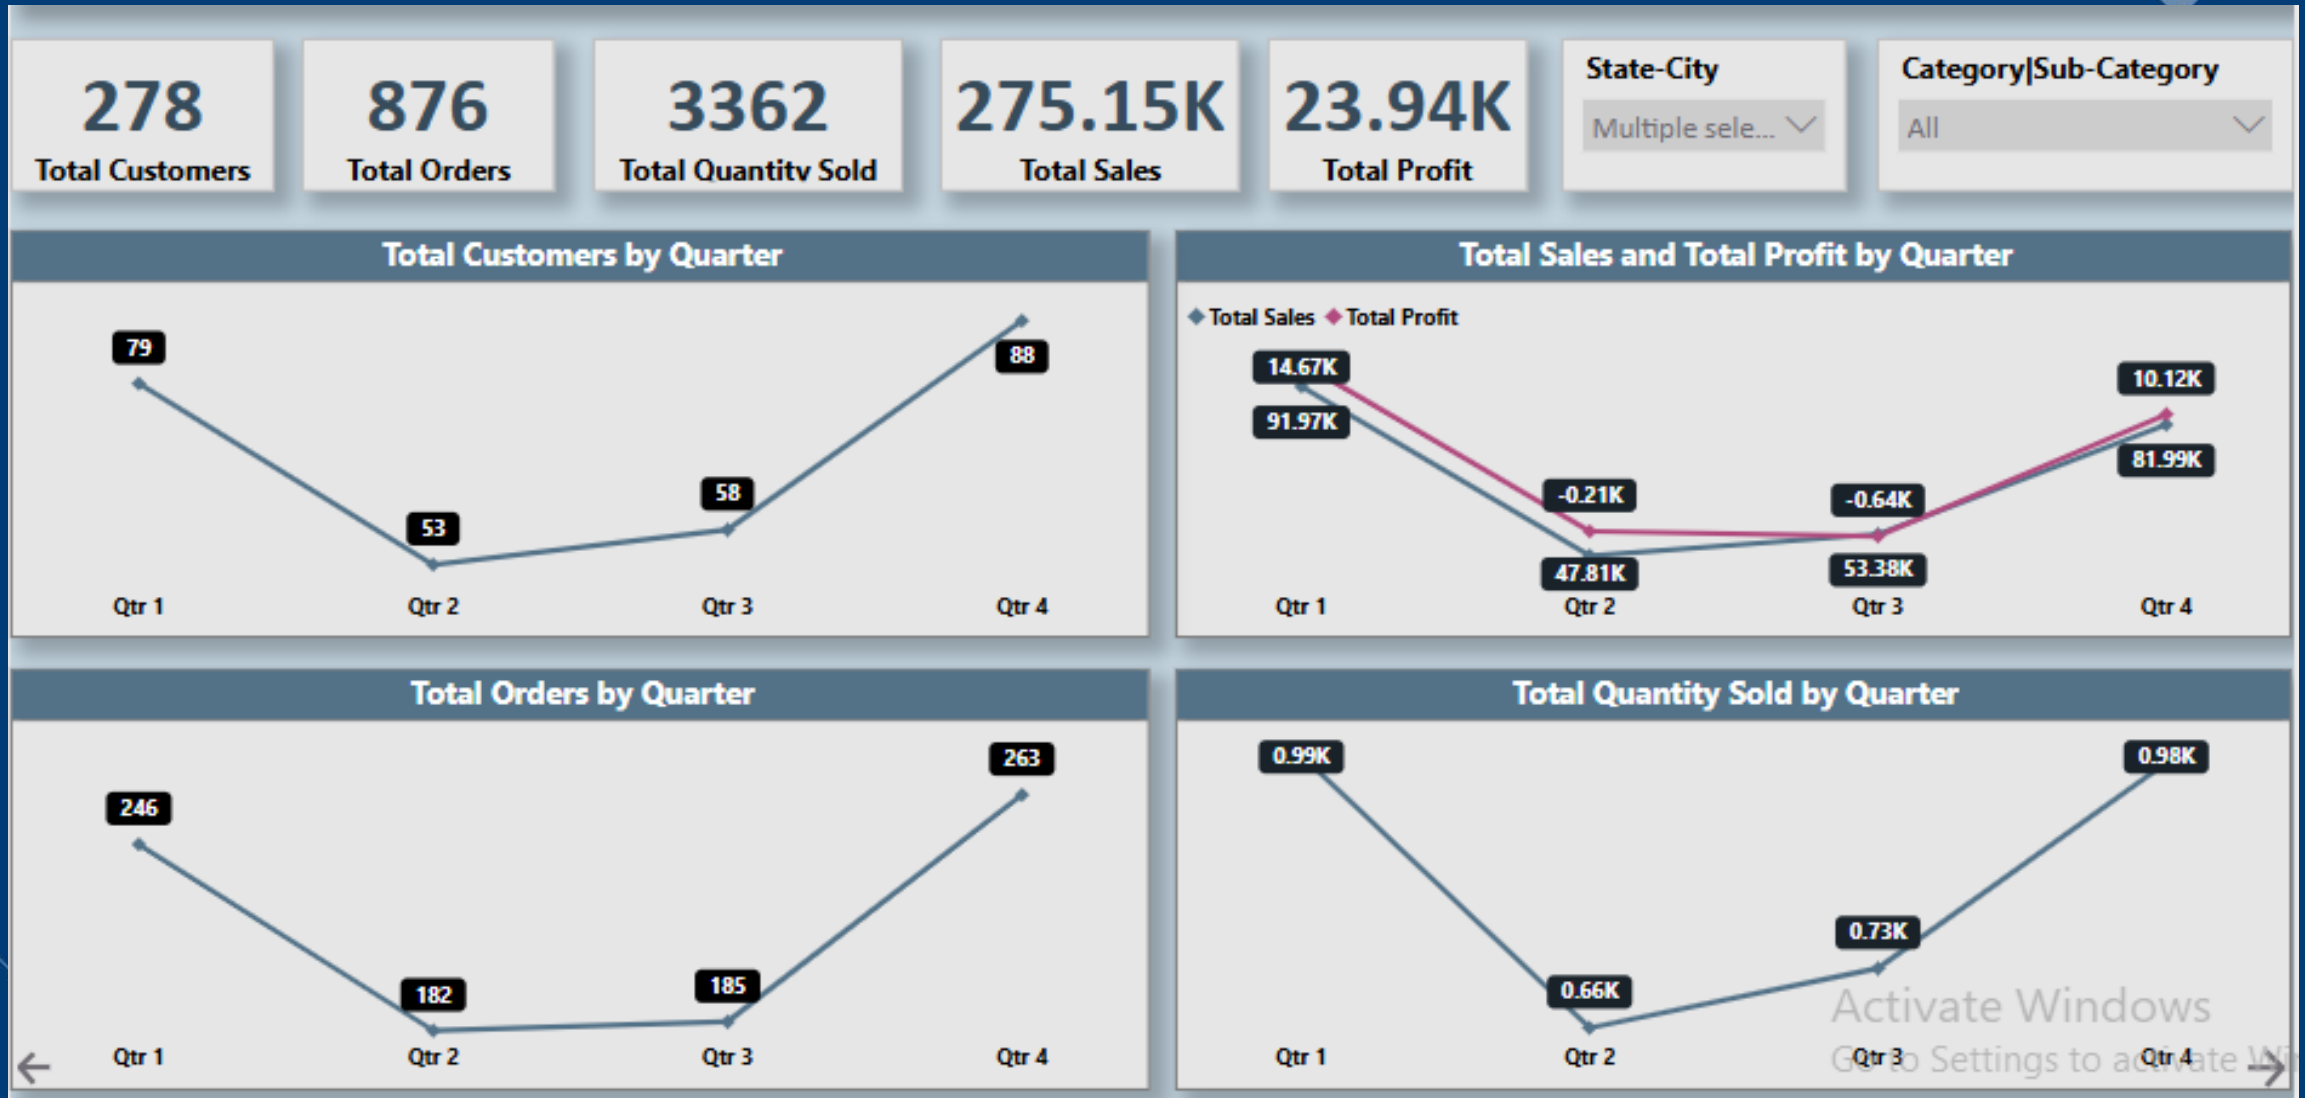 278
Total Customers
876
Total Orders
3362
Total Quantity Sold
275.15K
Total Sales
23.94K
Total Profit
State-City
Multiple sele...
Category|Sub-Category
All
Total Customers by Quarter
79
53
58
88
Qtr 1
Qtr 2
Qtr 3
Qtr 4
Total Sales and Total Profit by Quarter
Total Sales
Total Profit
14.67K
91.97K
-0.21K
47.81K
-0.64K
53.38K
10.12K
81.99K
Qtr 1
Qtr 2
Qtr 3
Qtr 4
Total Orders by Quarter
246
182
185
263
Qtr 1
Qtr 2
Qtr 3
Qtr 4
Total Quantity Sold by Quarter
0.99K
0.66K
0.73K
0.98K
Qtr 1
Qtr 2
Qtr 3
Qtr 4
Activate Windows
Go to Settings to activate Wi